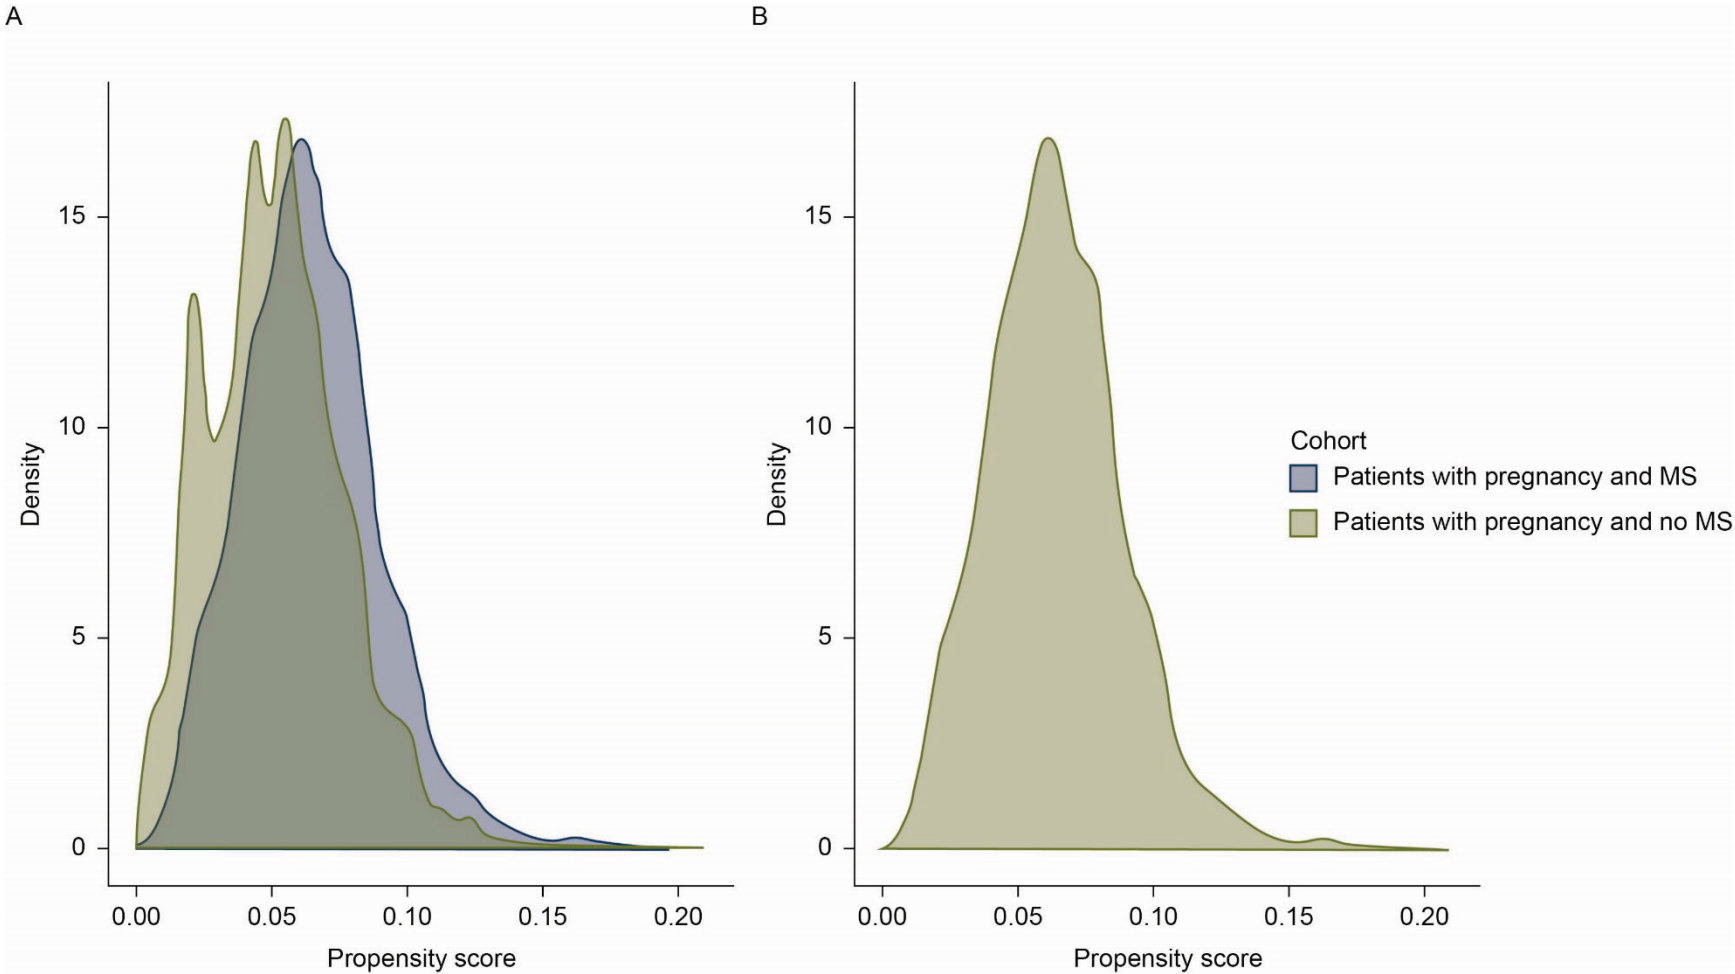 A
B
15
10
5
0
Density
0.00 0.05 0.10 0.15 0.20
Propensity score
15
10
5
0
Density
0.00 0.05 0.10 0.15 0.20
Propensity score
Cohort
Patients with pregnancy and MS
Patients with pregnancy and no MS